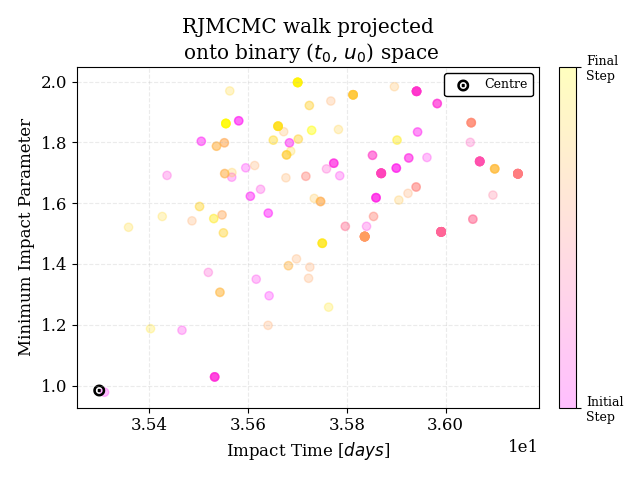 RJMCMC walk projected
onto binary (t₀, u₀) space
Centre
Final
Step
Minimum Impact Parameter
2.0
1.8
1.6
1.4
1.2
1.0
Initial
Step
3.54
3.56
3.58
3.60
Impact Time [days]
1e1